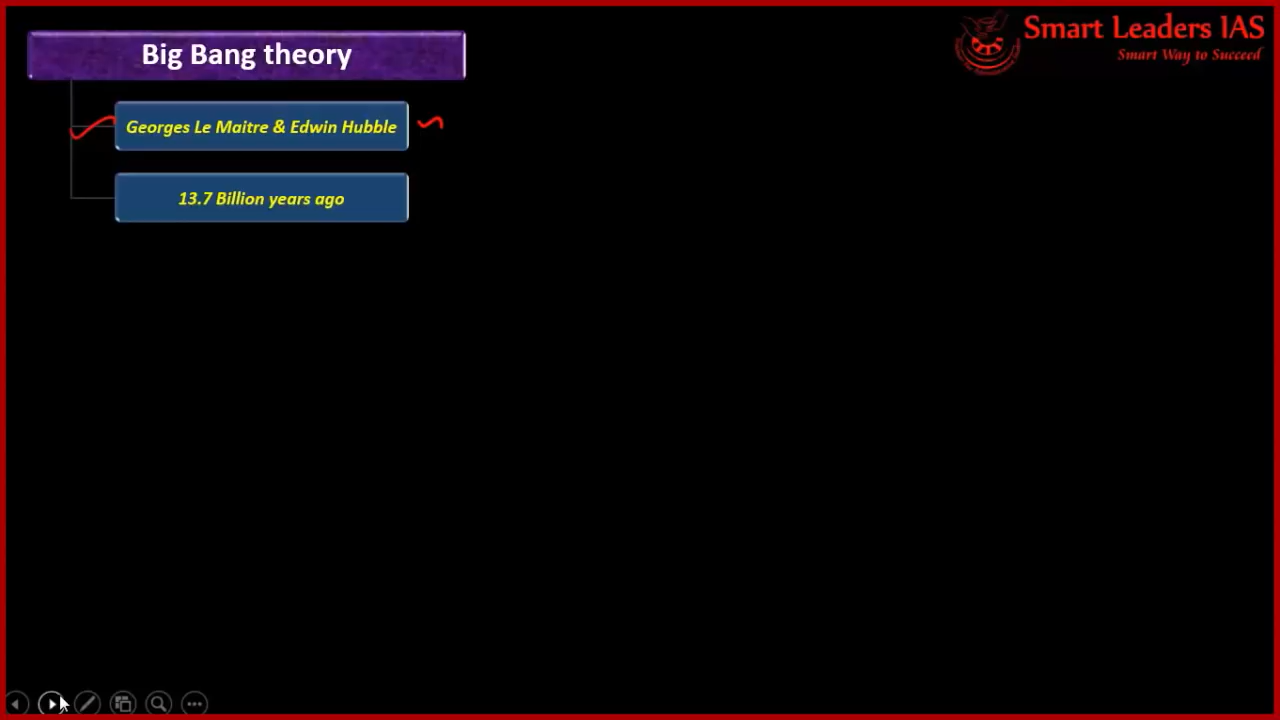 Big Bang theory
Smart Leaders IAS
Smart Way to Succeed
Georges Le Maitre & Edwin Hubble
13.7 Billion years ago